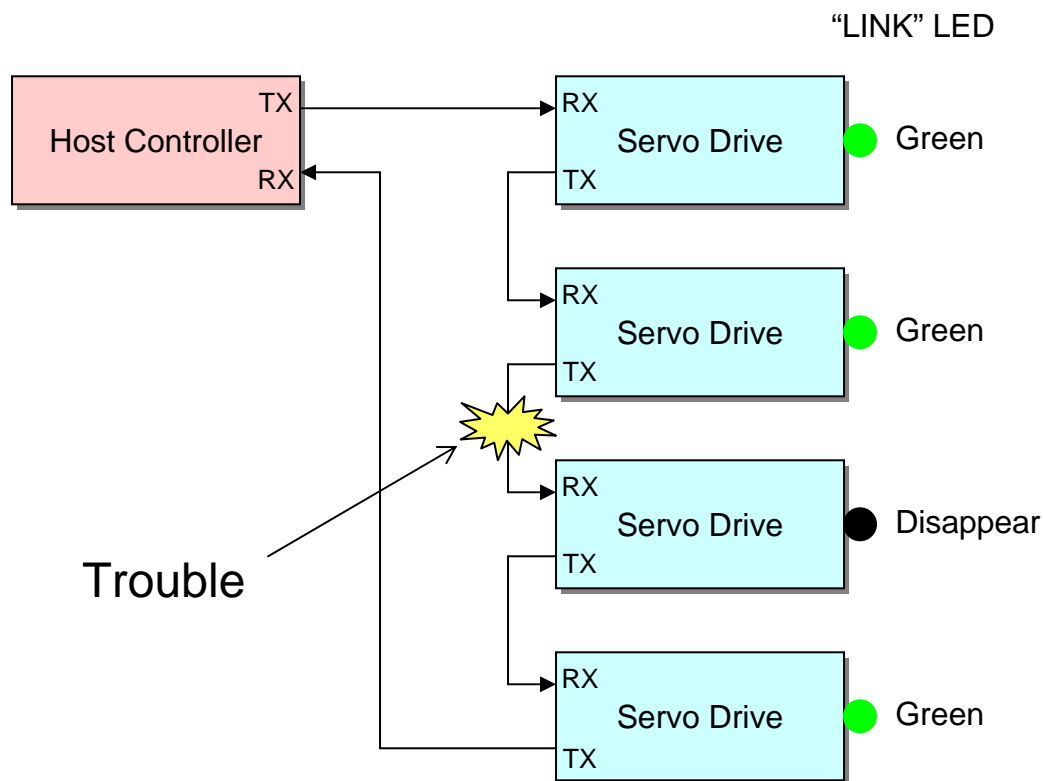 “LINK” LED
TX
Host Controller
RX
RX
Servo Drive
TX
Green
RX
Servo Drive
TX
Green
Trouble
RX
Servo Drive
TX
Disappear
RX
Servo Drive
TX
Green